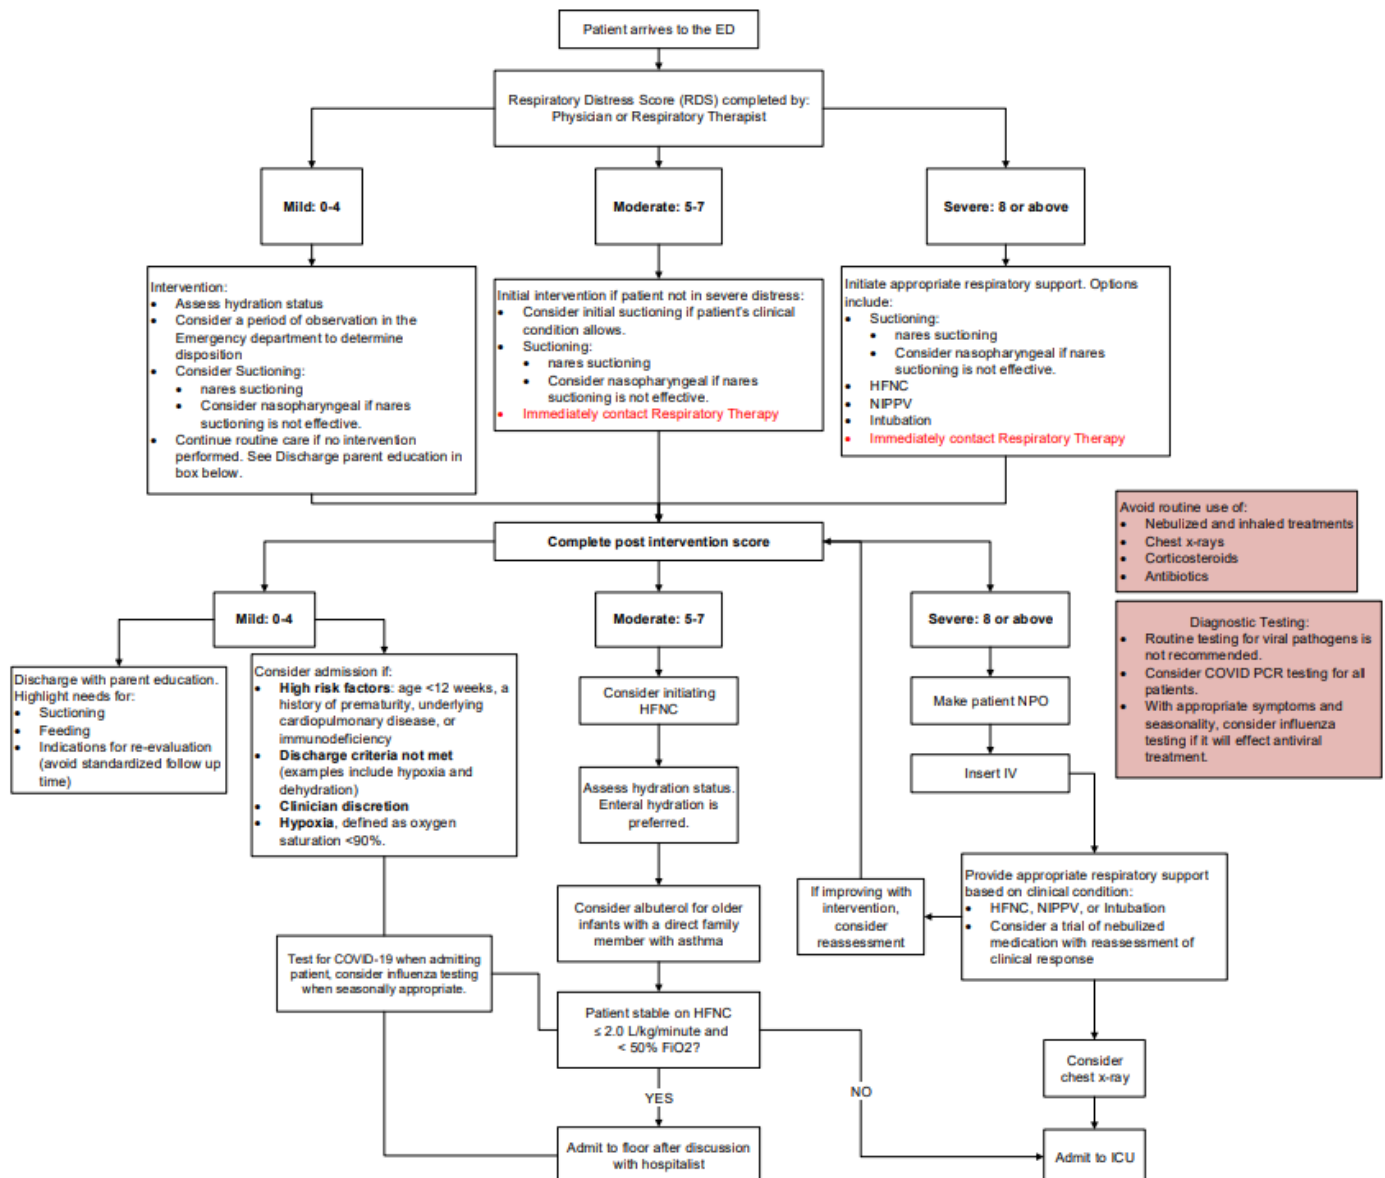 Patient arrives to the ED
Respiratory Distress Score (RDS) completed by:
Physician or Respiratory Therapist
Mild: 0-4
Moderate: 5-7
Severe: 8 or above
Intervention:
• Assess hydration status
• Consider a period of observation in the
Emergency department to determine
disposition
• Consider Suctioning:
• nares suctioning
• Consider nasopharyngeal if nares
suctioning is not effective.
• Continue routine care if no intervention
performed. See Discharge parent education in
box below.
Initial intervention if patient not in severe distress:
• Consider initial suctioning if patient's clinical
condition allows.
• Suctioning:
• nares suctioning
• Consider nasopharyngeal if nares
suctioning is not effective.
• Immediately contact Respiratory Therapy
Initiate appropriate respiratory support. Options
include:
• Suctioning:
• nares suctioning
• Consider nasopharyngeal if nares
suctioning is not effective.
• HFNC
• NIPPV
• Intubation
• Immediately contact Respiratory Therapy
Avoid routine use of:
• Nebulized and inhaled treatments
• Chest x-rays
• Corticosteroids
• Antibiotics
Complete post intervention score
Mild: 0-4
Moderate: 5-7
Severe: 8 or above
Diagnostic Testing:
• Routine testing for viral pathogens is
not recommended.
• Consider COVID PCR testing for all
patients.
• With appropriate symptoms and
seasonality, consider influenza
testing if it will effect antiviral
treatment.
Discharge with parent education.
Highlight needs for:
• Suctioning
• Feeding
• Indications for re-evaluation
(avoid standardized follow up
time)
Consider admission if:
• High risk factors: age <12 weeks, a
history of prematurity, underlying
cardiopulmonary disease, or
immunodeficiency
• Discharge criteria not met
(examples include hypoxia and
dehydration)
• Clinician discretion
• Hypoxia, defined as oxygen
saturation <90%.
Consider initiating
HFNC
Make patient NPO
Insert IV
Assess hydration status.
Enteral hydration is
preferred.
Consider albuterol for older
infants with a direct family
member with asthma
If improving with
intervention,
consider
reassessment
Provide appropriate respiratory support
based on clinical condition:
• HFNC, NIPPV, or Intubation
• Consider a trial of nebulized
medication with reassessment of
clinical response
Test for COVID-19 when admitting
patient, consider influenza testing
when seasonally appropriate.
Patient stable on HFNC
≤ 2.0 L/kg/minute and
< 50% FiO2?
Consider
chest x-ray
YES
NO
Admit to floor after discussion
with hospitalist
Admit to ICU